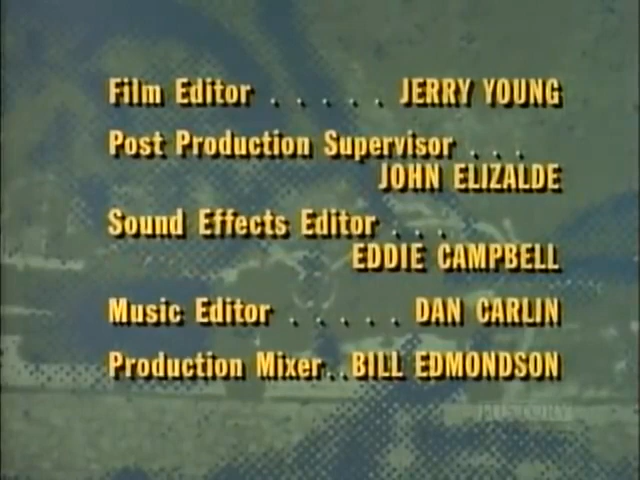 Film Editor . . . . . JERRY YOUNG
Post Production Supervisor . . .
JOHN ELIZALDE
Sound Effects Editor . . .
EDDIE CAMPBELL
Music Editor . . . . . DAN CARLIN
Production Mixer . . BILL EDMONDSON
HISTORY